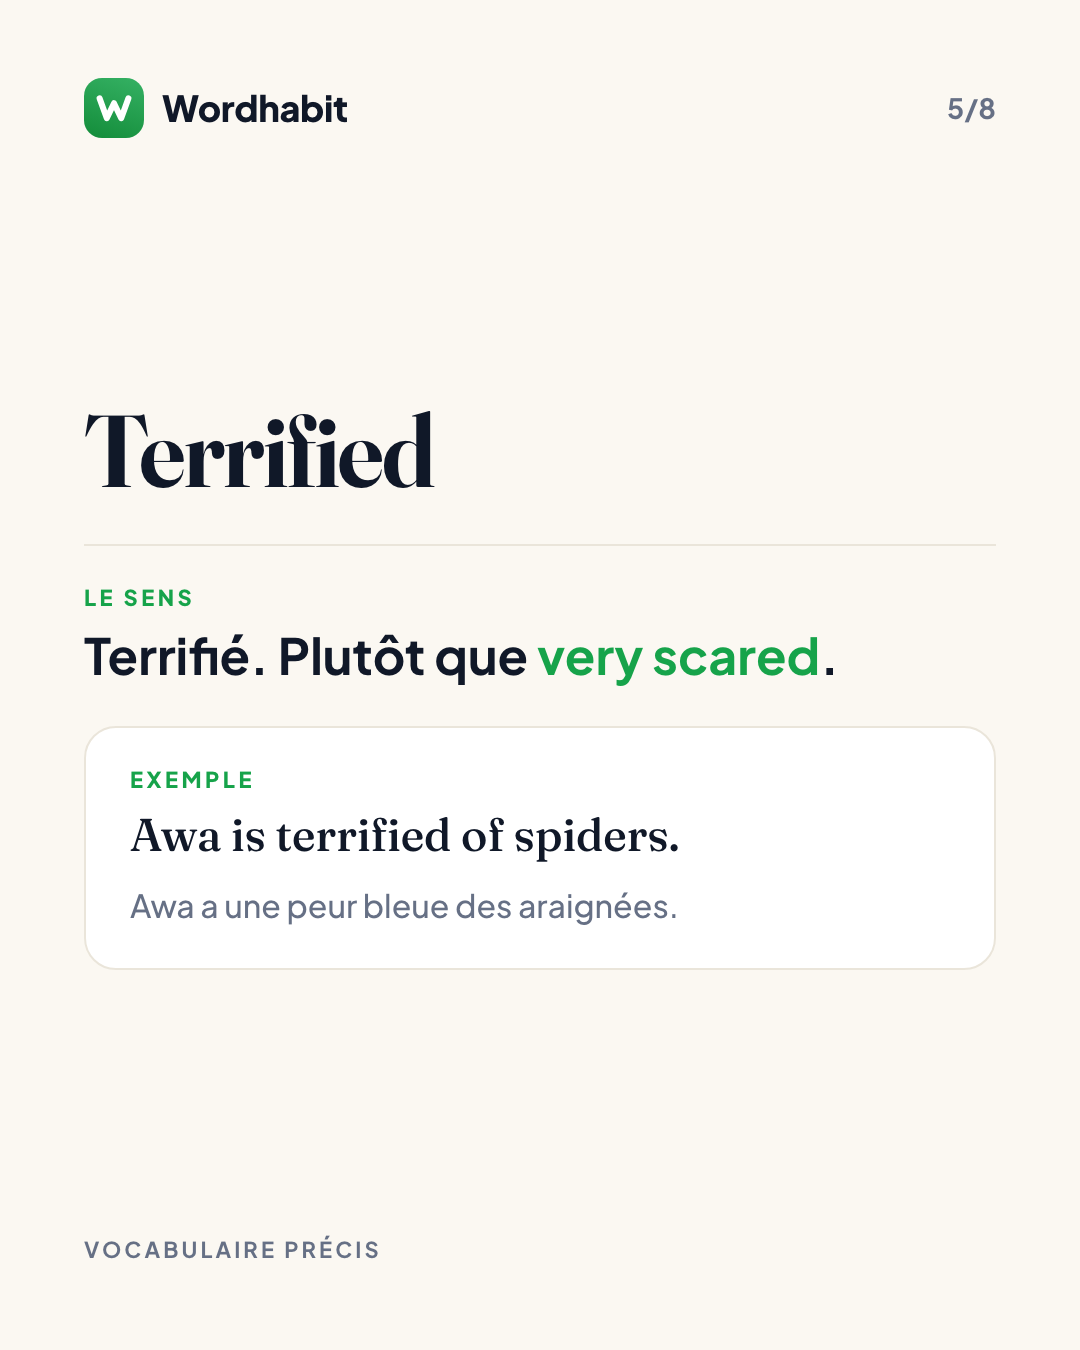 Wordhabit
5/8
Terrified
LE SENS
Terrifié. Plutôt que very scared.
EXEMPLE
Awa is terrified of spiders.
Awa a une peur bleue des araignées.
VOCABULAIRE PRÉCIS